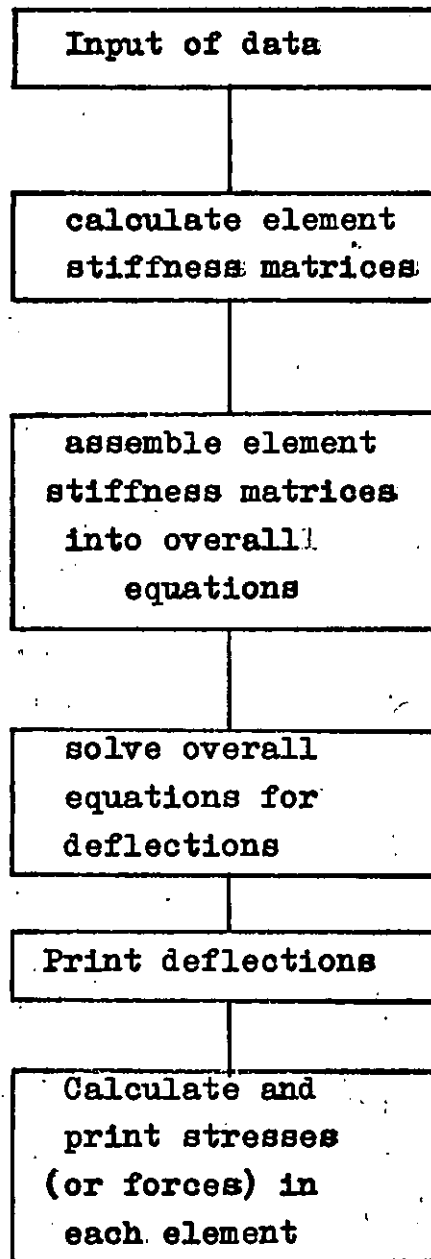 Input of data
calculate element
stiffness matrices
assemble element
stiffness matrices
into overall
equations
solve overall
equations for
deflections
Print deflections
Calculate and
print stresses
(or forces) in
each element